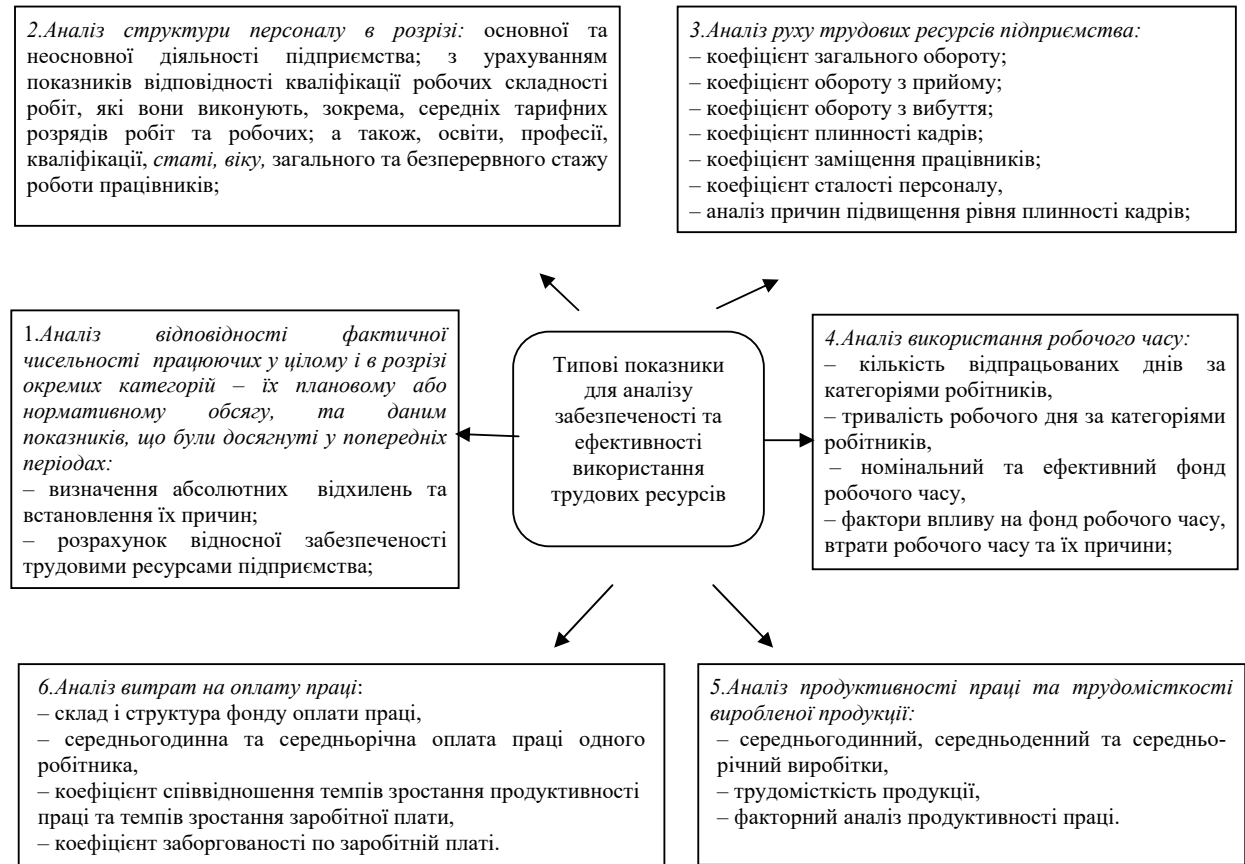 2.Аналіз структури персоналу в розрізі: основної та
неосновної діяльності підприємства; з урахуванням
показників відповідності кваліфікації робочих складності
робіт, які вони виконують, зокрема, середніх тарифних
розрядів робіт та робочих; а також, освіти, професії,
кваліфікації, статі, віку, загального та безперервного стажу
роботи працівників;
3.Аналіз руху трудових ресурсів підприємства:
– коефіцієнт загального обороту;
– коефіцієнт обороту з прийому;
– коефіцієнт обороту з вибуття;
– коефіцієнт плинності кадрів;
– коефіцієнт заміщення працівників;
– коефіцієнт сталості персоналу,
– аналіз причин підвищення рівня плинності кадрів;
1.Аналіз відповідності фактичної
чисельності працюючих у цілому і в розрізі
окремих категорій – їх плановому або
нормативному обсягу, та даним
показників, що були досягнуті у попередніх
періодах:
– визначення абсолютних відхилень та
встановлення їх причин;
– розрахунок відносної забезпеченості
трудовими ресурсами підприємства;
Типові показники
для аналізу
забезпеченості та
ефективності
використання
трудових ресурсів
4.Аналіз використання робочого часу:
– кількість відпрацьованих днів за
категоріями робітників,
– тривалість робочого дня за категоріями
робітників,
– номінальний та ефективний фонд
робочого часу,
– фактори впливу на фонд робочого часу,
втрати робочого часу та їх причини;
6.Аналіз витрат на оплату праці:
– склад і структура фонду оплати праці,
– середньогодинна та середньорічна оплата праці одного
робітника,
– коефіцієнт співвідношення темпів зростання продуктивності
праці та темпів зростання заробітної плати,
– коефіцієнт заборгованості по заробітній платі.
5.Аналіз продуктивності праці та трудомісткості
виробленої продукції:
– середньогодинний, середньоденний та середньо-
річний виробітки,
– трудомісткість продукції,
– факторний аналіз продуктивності праці.